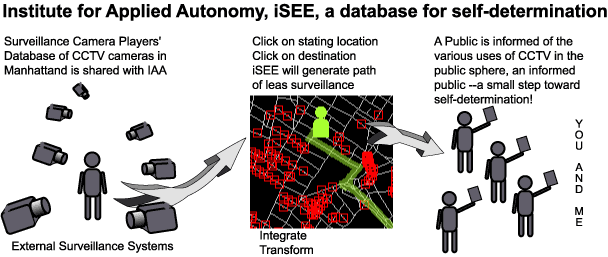 Institute for Applied Autonomy, iSEE, a database for self-determination
Surveillance Camera Players'
Database of CCTV cameras in
Manhattand is shared with IAA
External Surveillance Systems
Click on stating location
Click on destination
iSEE will generate path
of leas surveillance
Integrate
Transform
A Public is informed of the
various uses of CCTV in the
public sphere, an informed
public --a small step toward
self-determination!
YOU AND ME